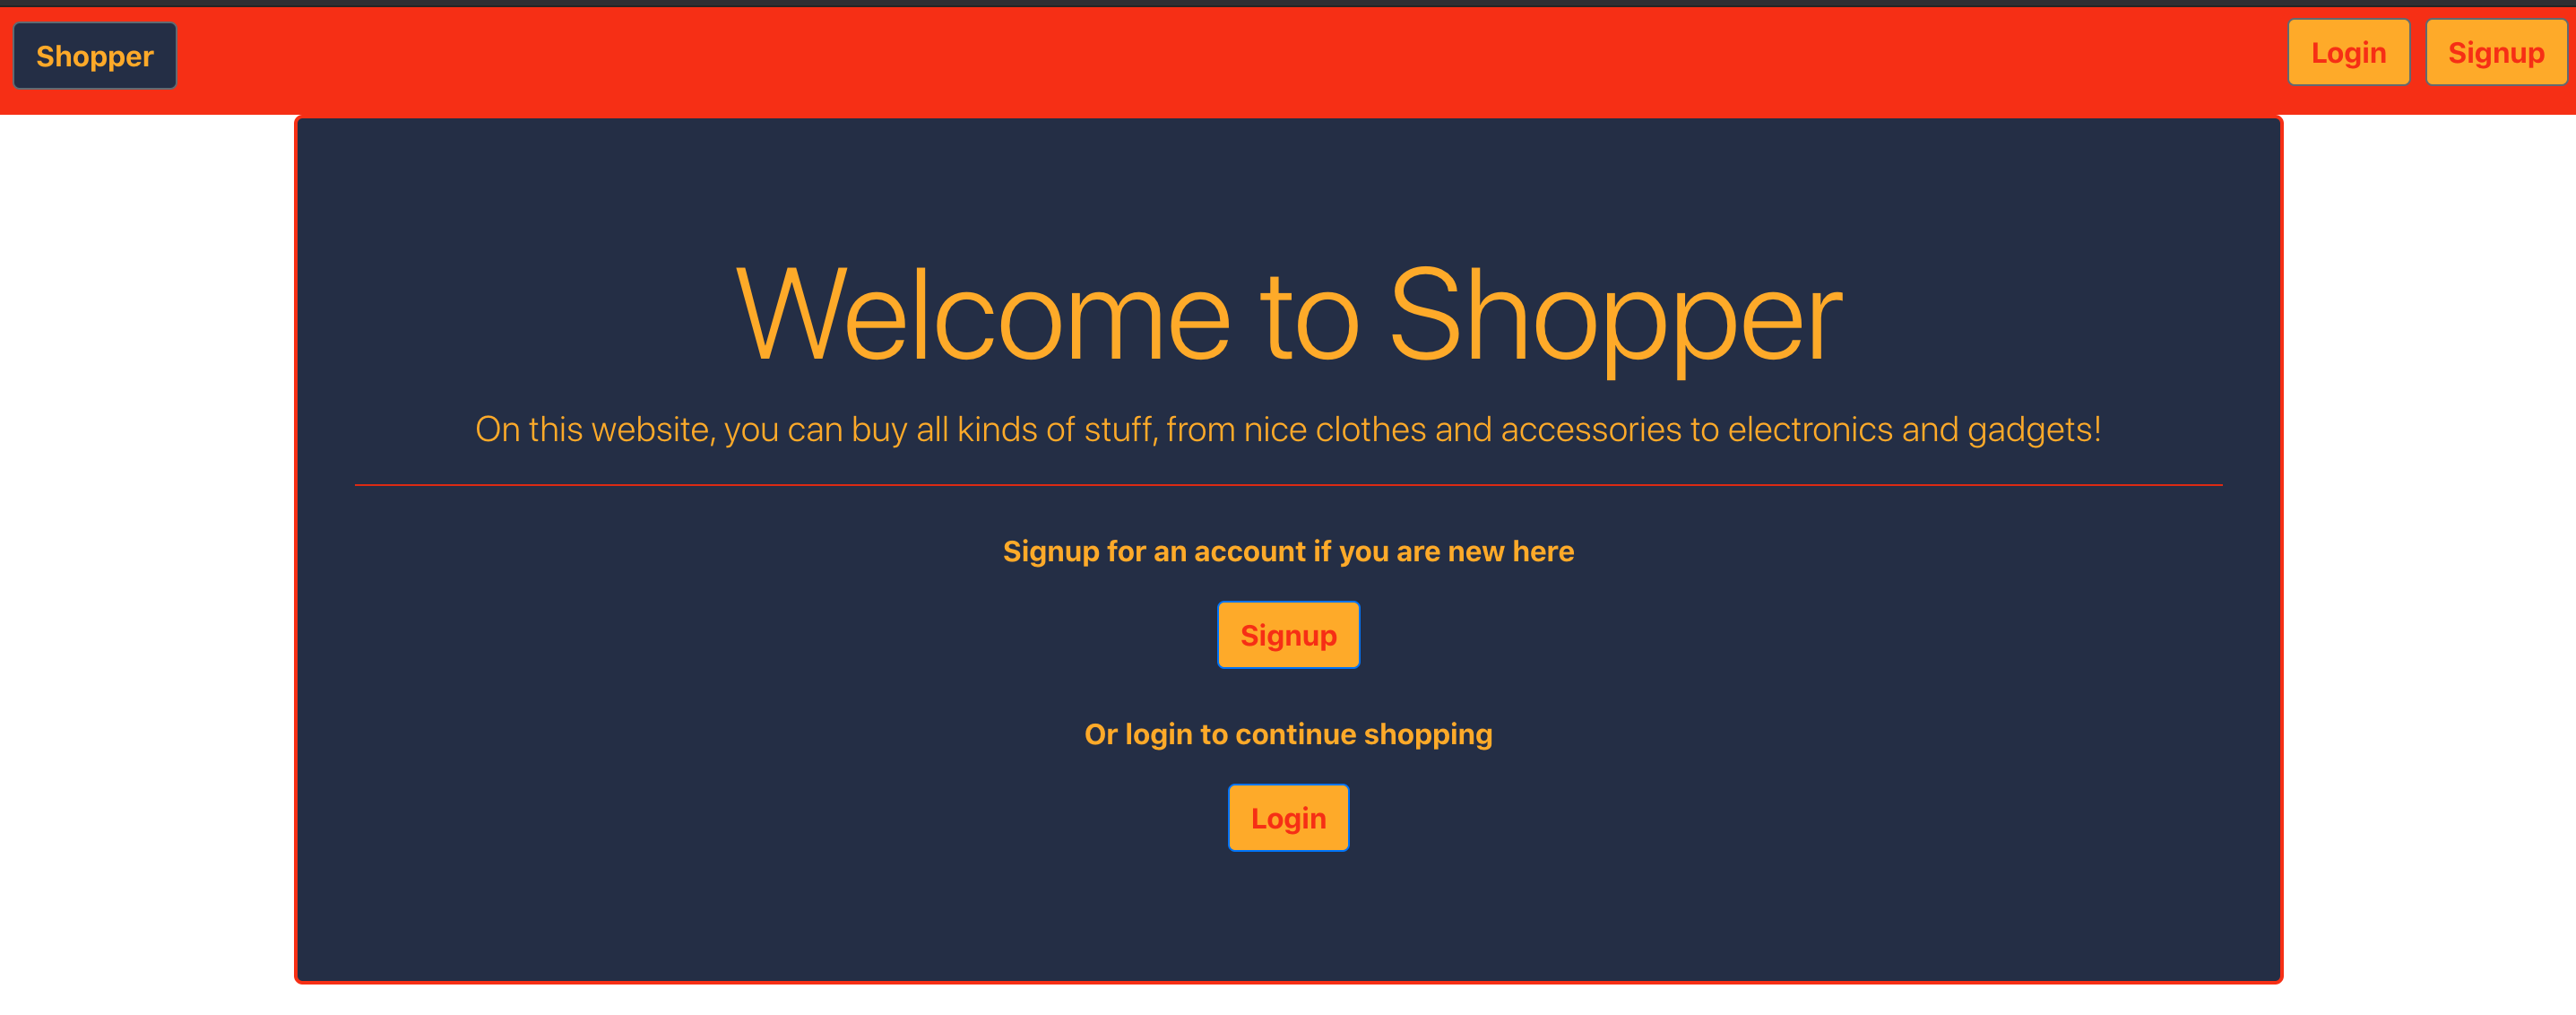 Shopper
Login
Signup
Welcome to Shopper
On this website, you can buy all kinds of stuff, from nice clothes and accessories to electronics and gadgets!
Signup for an account if you are new here
Signup
Or login to continue shopping
Login